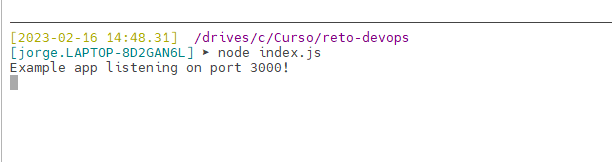 [2023-02-16 14:48.31]  /drives/c/Curso/reto-devops
[jorge.LAPTOP-8D2GAN6L] ➤ node index.js
Example app listening on port 3000!